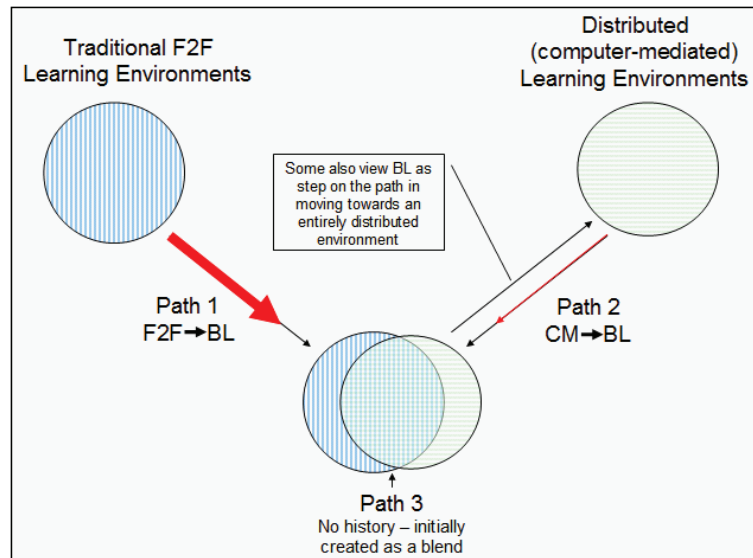 Traditional F2F
Learning Environments
Distributed
(computer-mediated)
Learning Environments
Some also view BL as
step on the path in
moving towards an
entirely distributed
environment
Path 1
F2F→BL
Path 2
CM→BL
Path 3
No history – initially
created as a blend